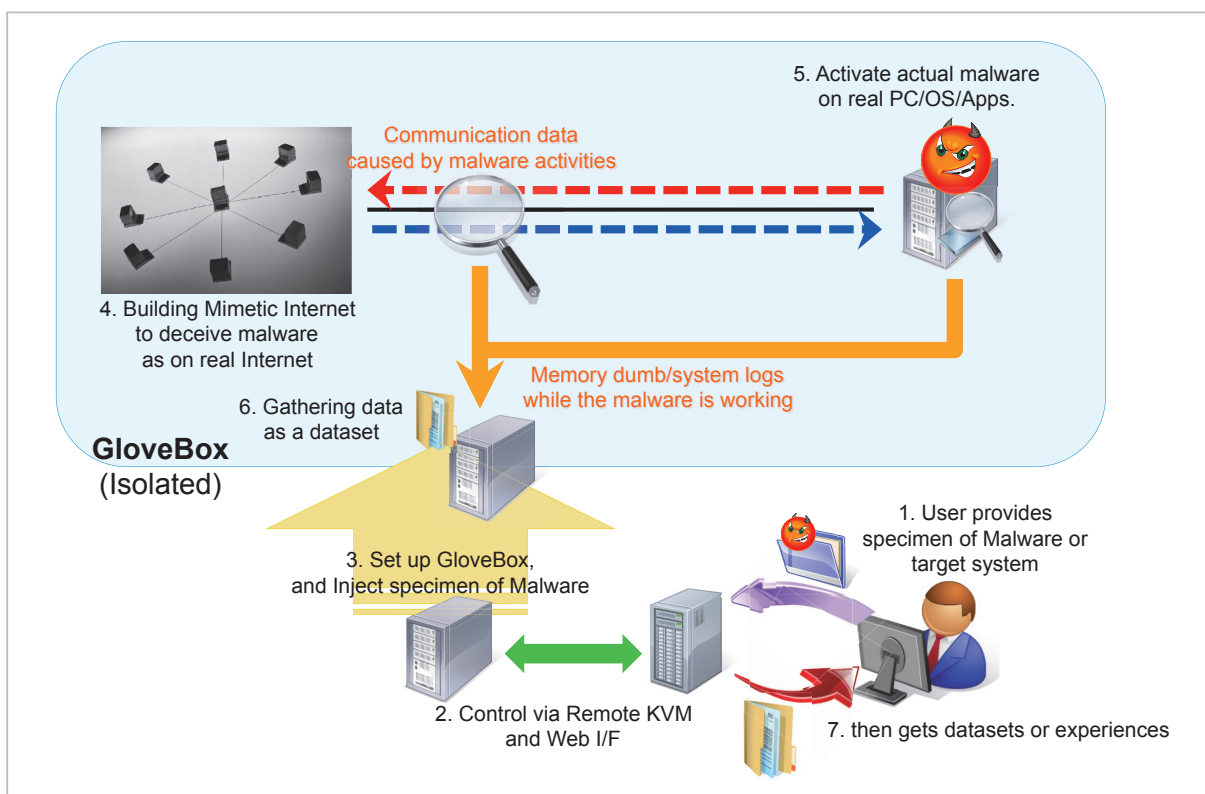 5. Activate actual malware
on real PC/OS/Apps.
Communication data
caused by malware activities
4. Building Mimetic Internet
to deceive malware
as on real Internet
Memory dumb/system logs
while the malware is working
6. Gathering data
as a dataset
GloveBox
(Isolated)
1. User provides
specimen of Malware or
target system
3. Set up GloveBox,
and Inject specimen of Malware
2. Control via Remote KVM
and Web I/F
7. then gets datasets or experiences